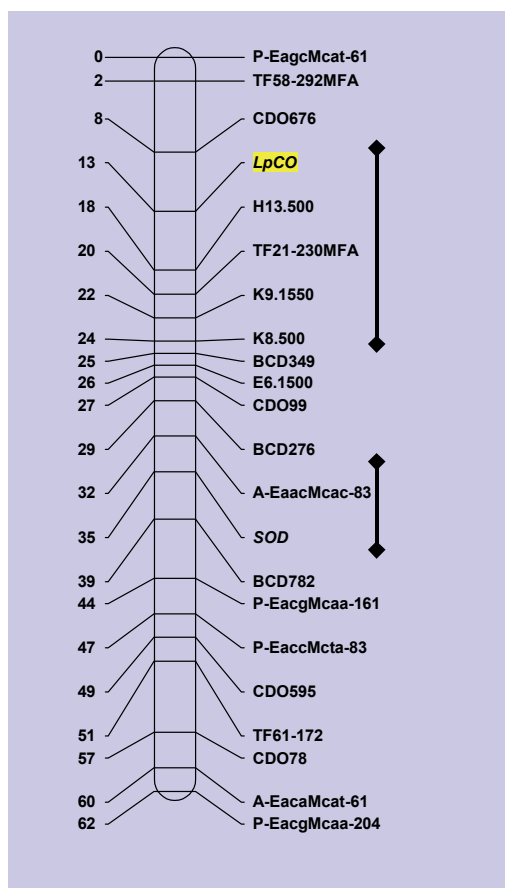 0 P-EagcMcat-61
2 TF58-292MFA
8 CDO676
13 LpCO
18 H13.500
20 TF21-230MFA
22 K9.1550
24 K8.500
25 BCD349
26 E6.1500
27 CDO99
29 BCD276
32 A-EaacMcac-83
35 SOD
39 BCD782
44 P-EacgMcaa-161
47 P-EaccMcta-83
49 CDO595
51 TF61-172
57 CDO78
60 A-EacaMcat-61
62 P-EacgMcaa-204